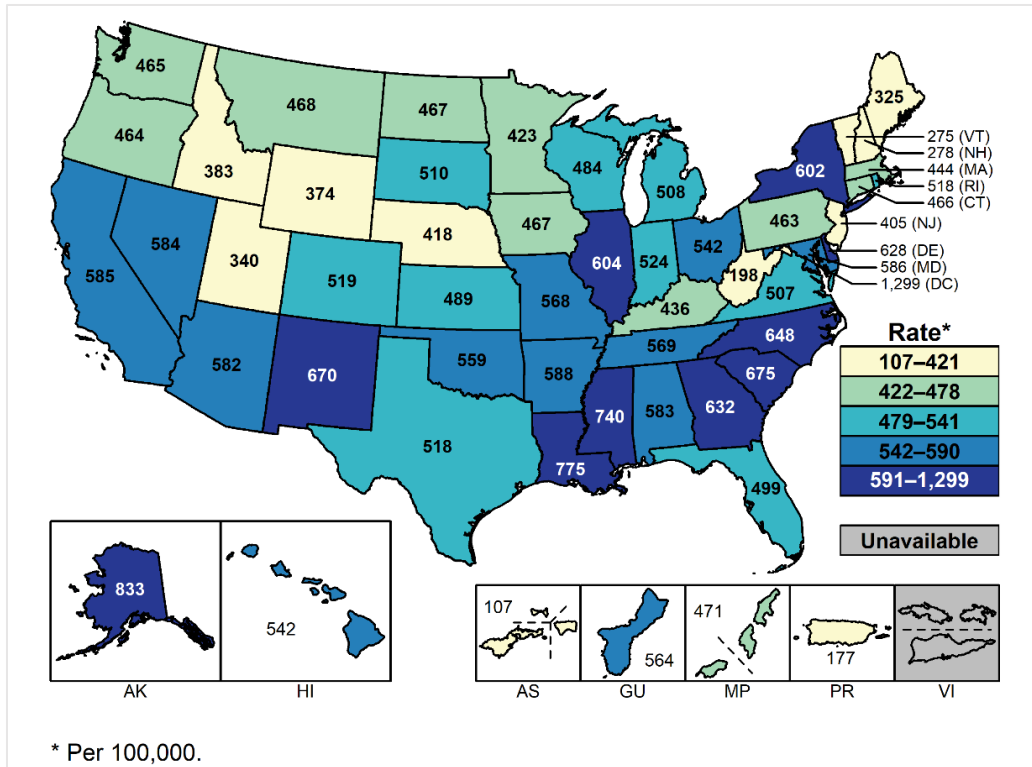 465
468
467
423
325
464
275 (VT)
278 (NH)
444 (MA)
518 (RI)
466 (CT)
405 (NJ)
628 (DE)
586 (MD)
1,299 (DC)
383
374
510
484
508
602
463
467
418
340
584
585
519
489
604
524
542
198
507
436
568
569
648
582
670
559
588
675
740
583
632
518
775
499
Rate*
107–421
422–478
479–541
542–590
591–1,299
Unavailable
833
542
107
564
471
177
AK
HI
AS
GU
MP
PR
VI
* Per 100,000.